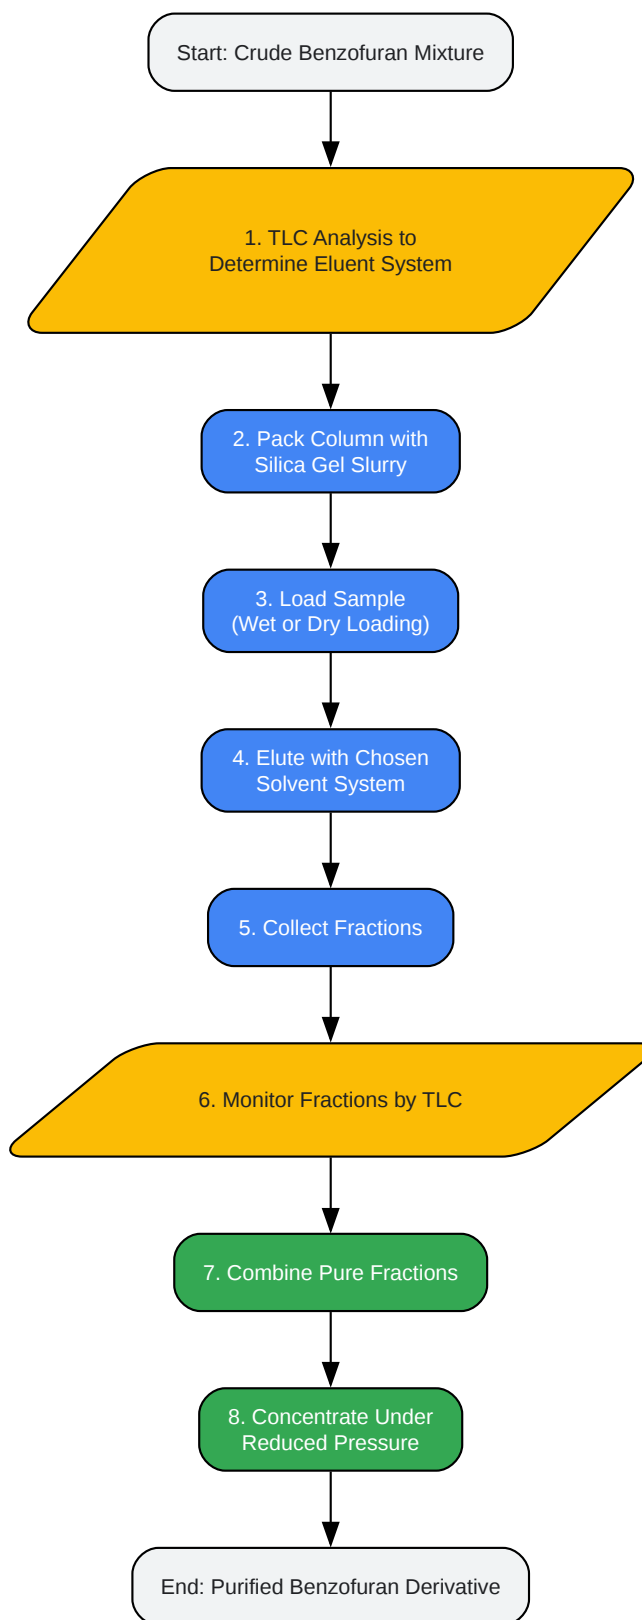 Start: Crude Benzofuran Mixture
1. TLC Analysis to
Determine Eluent System
2. Pack Column with
Silica Gel Slurry
3. Load Sample
(Wet or Dry Loading)
4. Elute with Chosen
Solvent System
5. Collect Fractions
6. Monitor Fractions by TLC
7. Combine Pure Fractions
8. Concentrate Under
Reduced Pressure
End: Purified Benzofuran Derivative